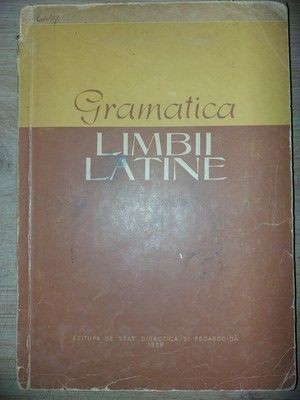 Gramatica
LIMBII
LATINE
EDITURA DE STAT DIDACTICĂ ȘI PEDAGOGICĂ